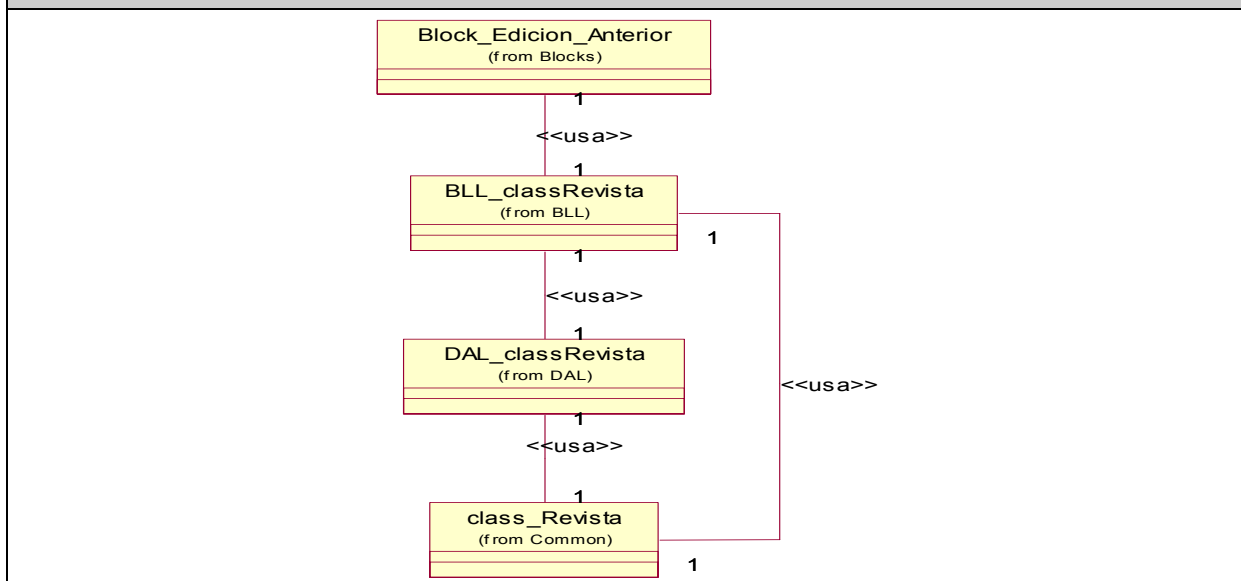 Block_Edicion_Anterior
(from Blocks)
1
<<usa>>
1
BLL_classRevista
(from BLL)
1
1
<<usa>>
1
DAL_classRevista
(from DAL)
<<usa>>
1
<<usa>>
1
class_Revista
(from Common)
1